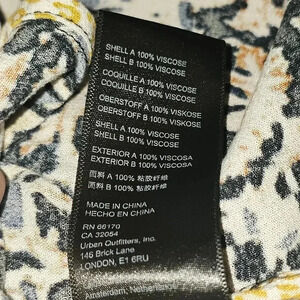 SHELL A 100% VISCOSE
SHELL B 100% VISCOSE
COQUILLE A 100% VISCOSE
COQUILLE B 100% VISCOSE
OBERSTOFF A 100% VISKOSE
OBERSTOFF B 100% VISKOSE
SHELL A 100% VISCOSE
SHELL B 100% VISCOSE
EXTERIOR A 100% VISCOSA
EXTERIOR B 100% VISCOSA
面料 A 100% 粘胶纤维
面料 B 100% 粘胶纤维
MADE IN CHINA
HECHO EN CHINA
RN 66170
CA 32054
Urban Outfitters, Inc.
146 Brick Lane
LONDON, E1 6RU
Amsterdam, Netherlands